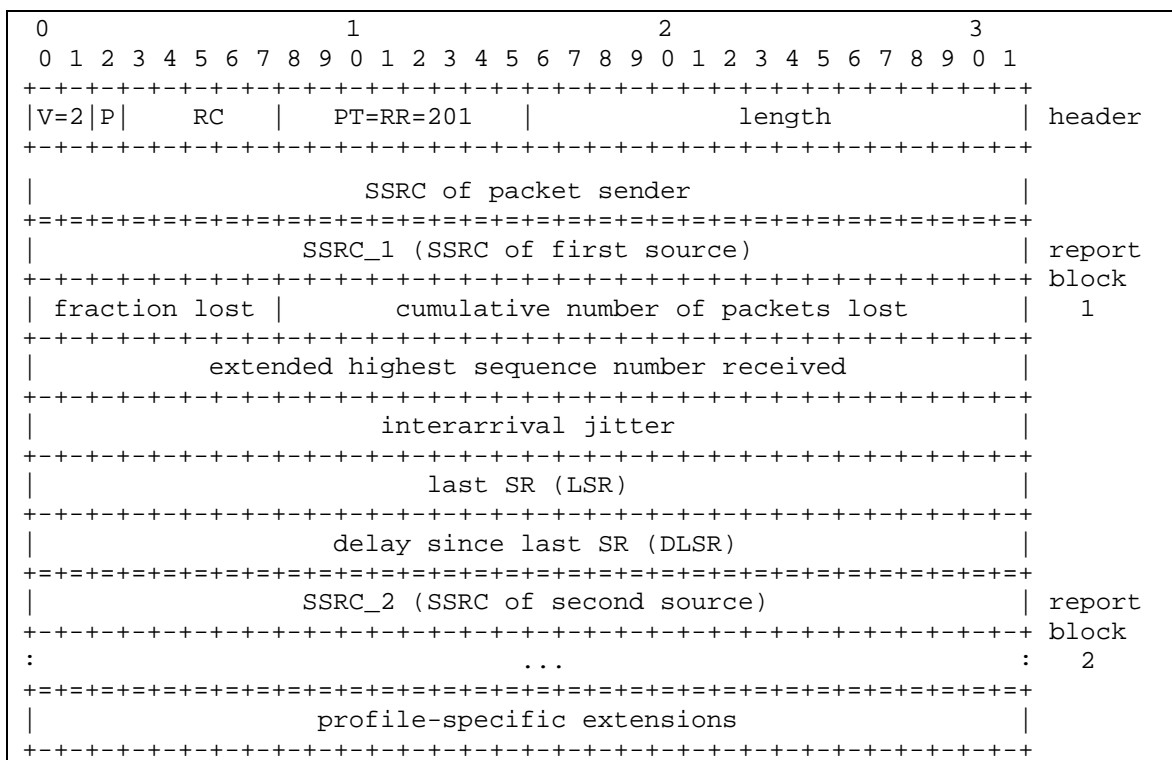 0                   1                   2                   3
 0 1 2 3 4 5 6 7 8 9 0 1 2 3 4 5 6 7 8 9 0 1 2 3 4 5 6 7 8 9 0 1
+-+-+-+-+-+-+-+-+-+-+-+-+-+-+-+-+-+-+-+-+-+-+-+-+-+-+-+-+-+-+-+-+
|V=2|P|    RC   |   PT=RR=201   |             length            | header
+-+-+-+-+-+-+-+-+-+-+-+-+-+-+-+-+-+-+-+-+-+-+-+-+-+-+-+-+-+-+-+-+
|                     SSRC of packet sender                     |
+=+=+=+=+=+=+=+=+=+=+=+=+=+=+=+=+=+=+=+=+=+=+=+=+=+=+=+=+=+=+=+=+
|                 SSRC_1 (SSRC of first source)                 | report
+-+-+-+-+-+-+-+-+-+-+-+-+-+-+-+-+-+-+-+-+-+-+-+-+-+-+-+-+-+-+-+-+ block
| fraction lost |       cumulative number of packets lost       |   1
+-+-+-+-+-+-+-+-+-+-+-+-+-+-+-+-+-+-+-+-+-+-+-+-+-+-+-+-+-+-+-+-+
|           extended highest sequence number received           |
+-+-+-+-+-+-+-+-+-+-+-+-+-+-+-+-+-+-+-+-+-+-+-+-+-+-+-+-+-+-+-+-+
|                      interarrival jitter                      |
+-+-+-+-+-+-+-+-+-+-+-+-+-+-+-+-+-+-+-+-+-+-+-+-+-+-+-+-+-+-+-+-+
|                         last SR (LSR)                         |
+-+-+-+-+-+-+-+-+-+-+-+-+-+-+-+-+-+-+-+-+-+-+-+-+-+-+-+-+-+-+-+-+
|                   delay since last SR (DLSR)                  |
+=+=+=+=+=+=+=+=+=+=+=+=+=+=+=+=+=+=+=+=+=+=+=+=+=+=+=+=+=+=+=+=+
|                 SSRC_2 (SSRC of second source)                | report
+-+-+-+-+-+-+-+-+-+-+-+-+-+-+-+-+-+-+-+-+-+-+-+-+-+-+-+-+-+-+-+-+ block
:                               ...                             :   2
+=+=+=+=+=+=+=+=+=+=+=+=+=+=+=+=+=+=+=+=+=+=+=+=+=+=+=+=+=+=+=+=+
|                  profile-specific extensions                  |
+-+-+-+-+-+-+-+-+-+-+-+-+-+-+-+-+-+-+-+-+-+-+-+-+-+-+-+-+-+-+-+-+